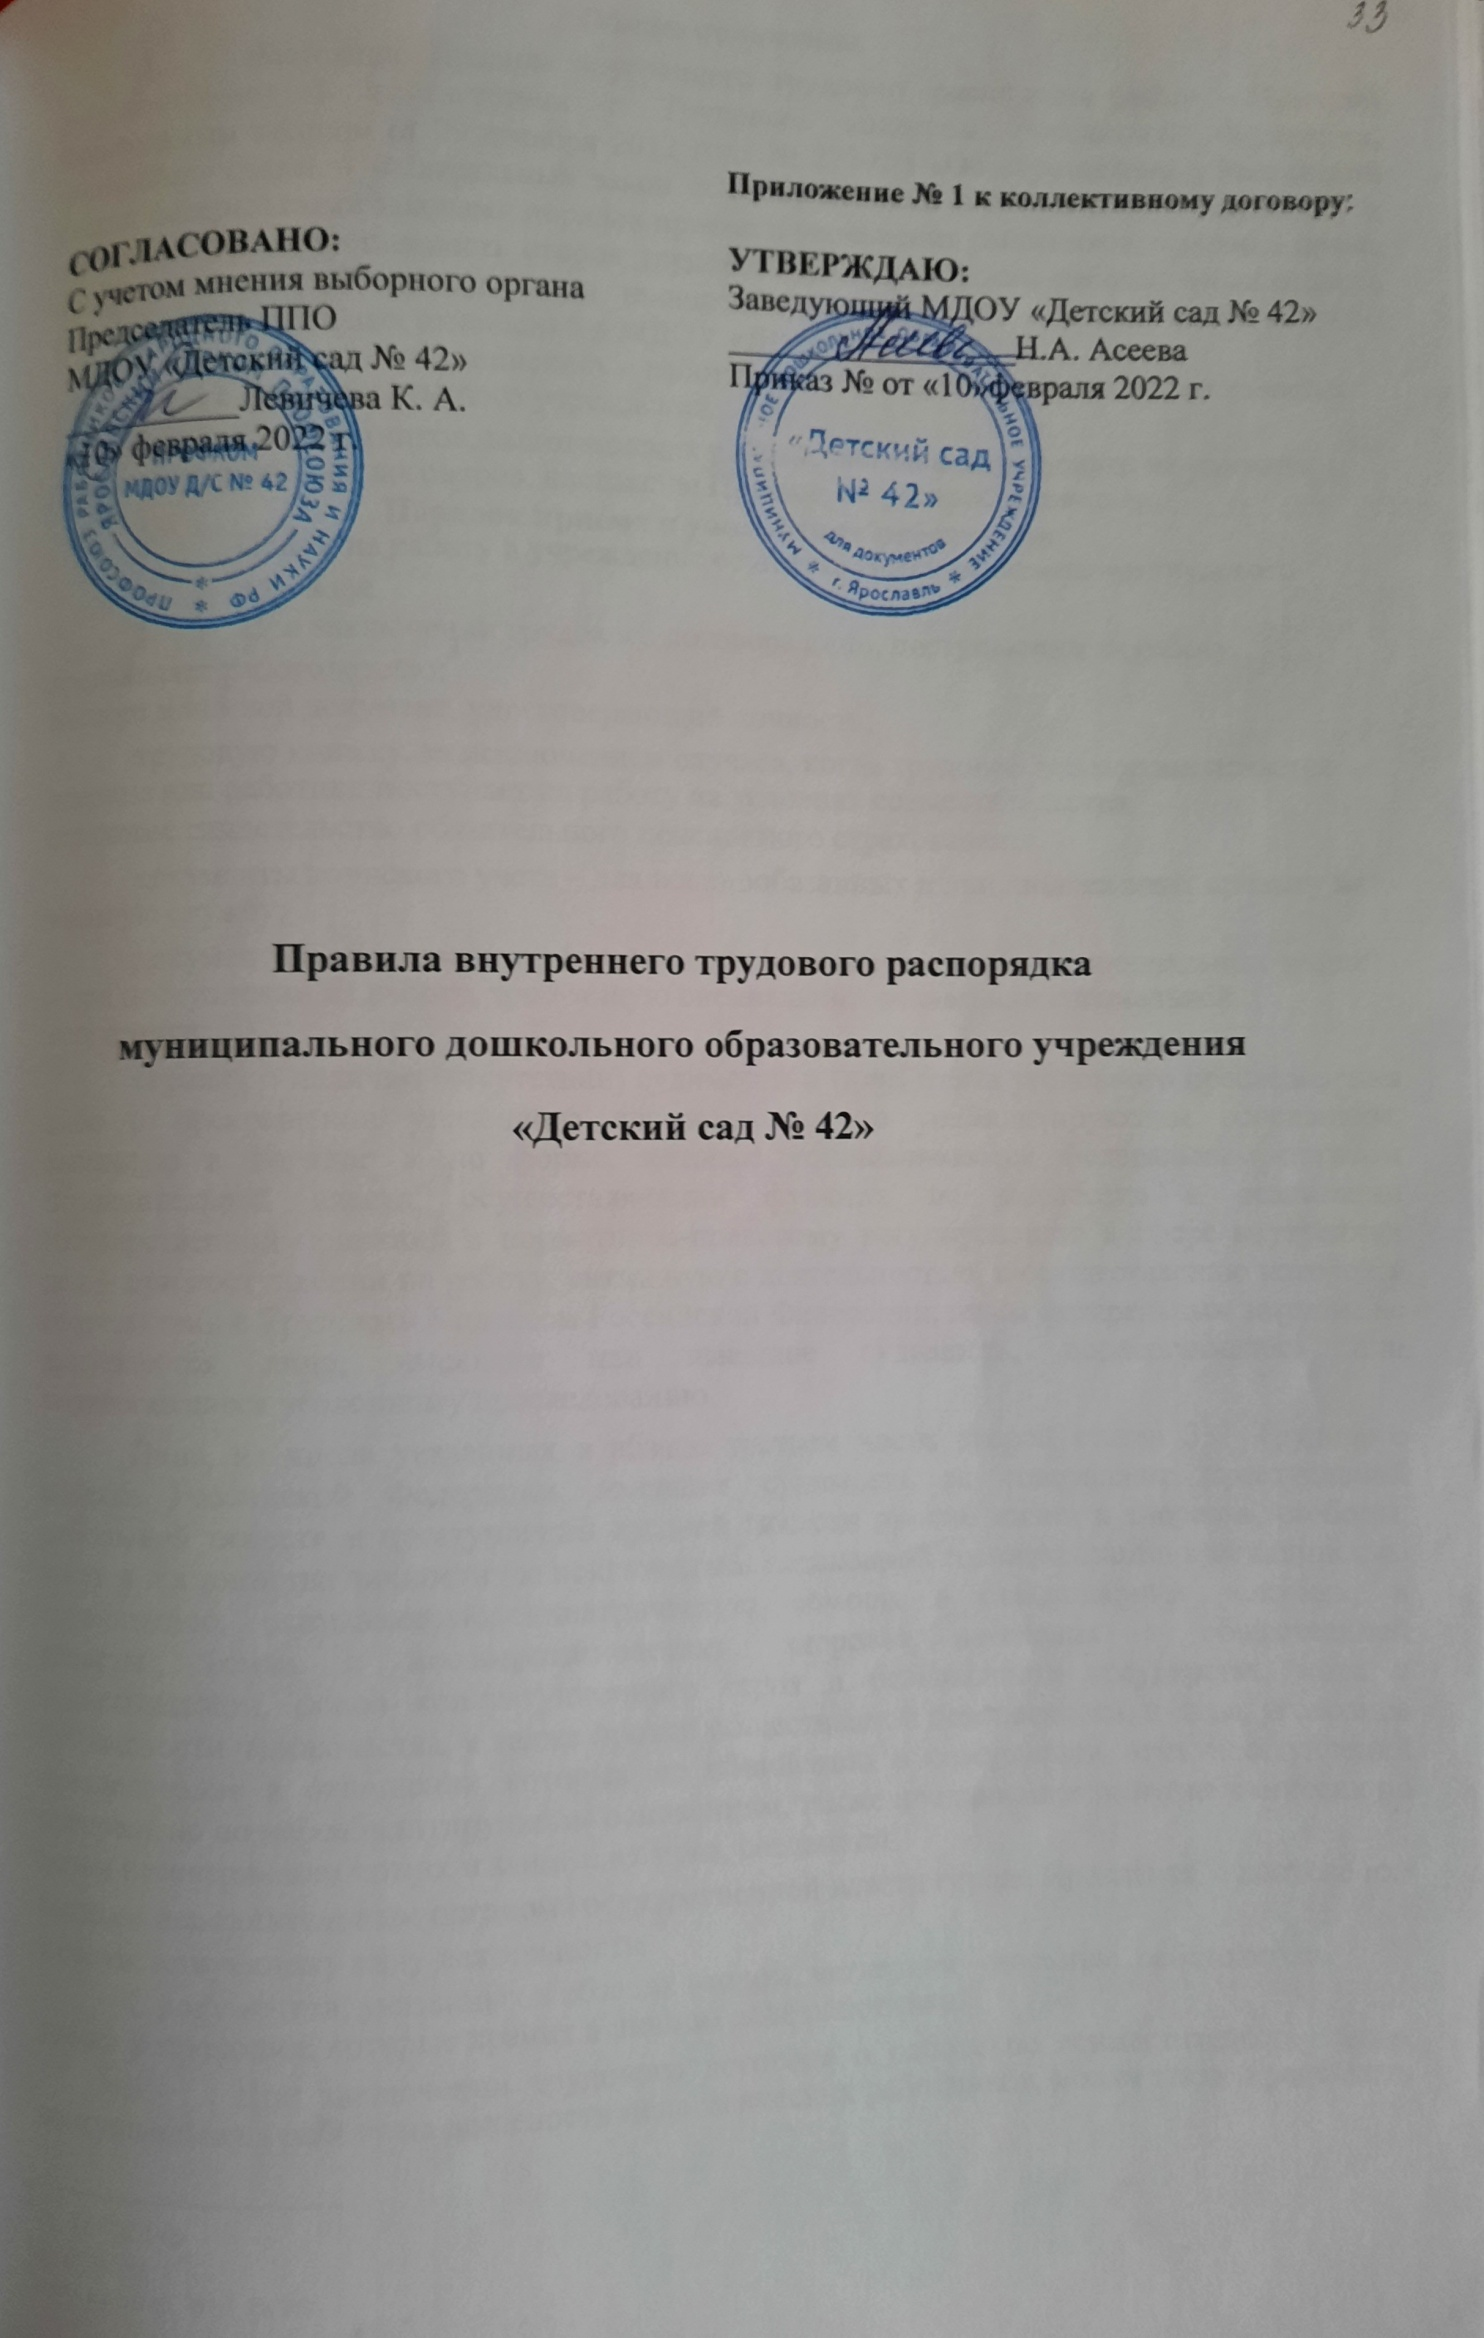 33
Приложение № 1 к коллективному договору:
СОГЛАСОВАНО:
С учетом мнения выборного органа
Председатель ППО
МДОУ «Детский сад № 42»
Левичева К. А.
«10» февраля 2022 г.
УТВЕРЖДАЮ:
Заведующий МДОУ «Детский сад № 42»
Н.А. Асеева
Приказ № от «10»февраля 2022 г.
ПРОФКОМ
МДОУ Д/С № 42
«Детский сад
№ 42»
для документов
г. Ярославль
Правила внутреннего трудового распорядка
муниципального дошкольного образовательного учреждения
«Детский сад № 42»